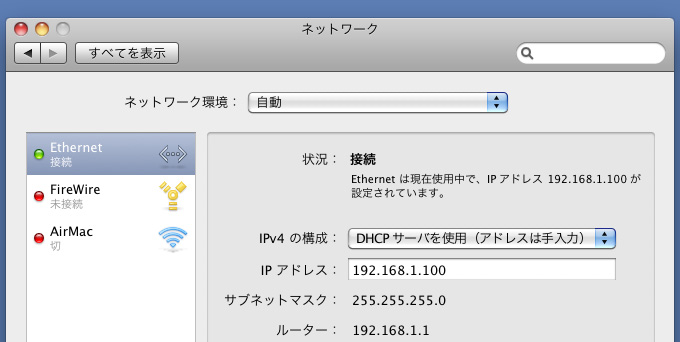 ネットワーク
すべてを表示
ネットワーク環境：
自動
Ethernet
接続
FireWire
未接続
AirMac
切
状況：
接続
Ethernet は現在使用中で、IP アドレス 192.168.1.100 が
設定されています。
IPv4 の構成：
DHCP サーバを使用（アドレスは手入力）
IP アドレス：
192.168.1.100
サブネットマスク：
255.255.255.0
ルーター：
192.168.1.1